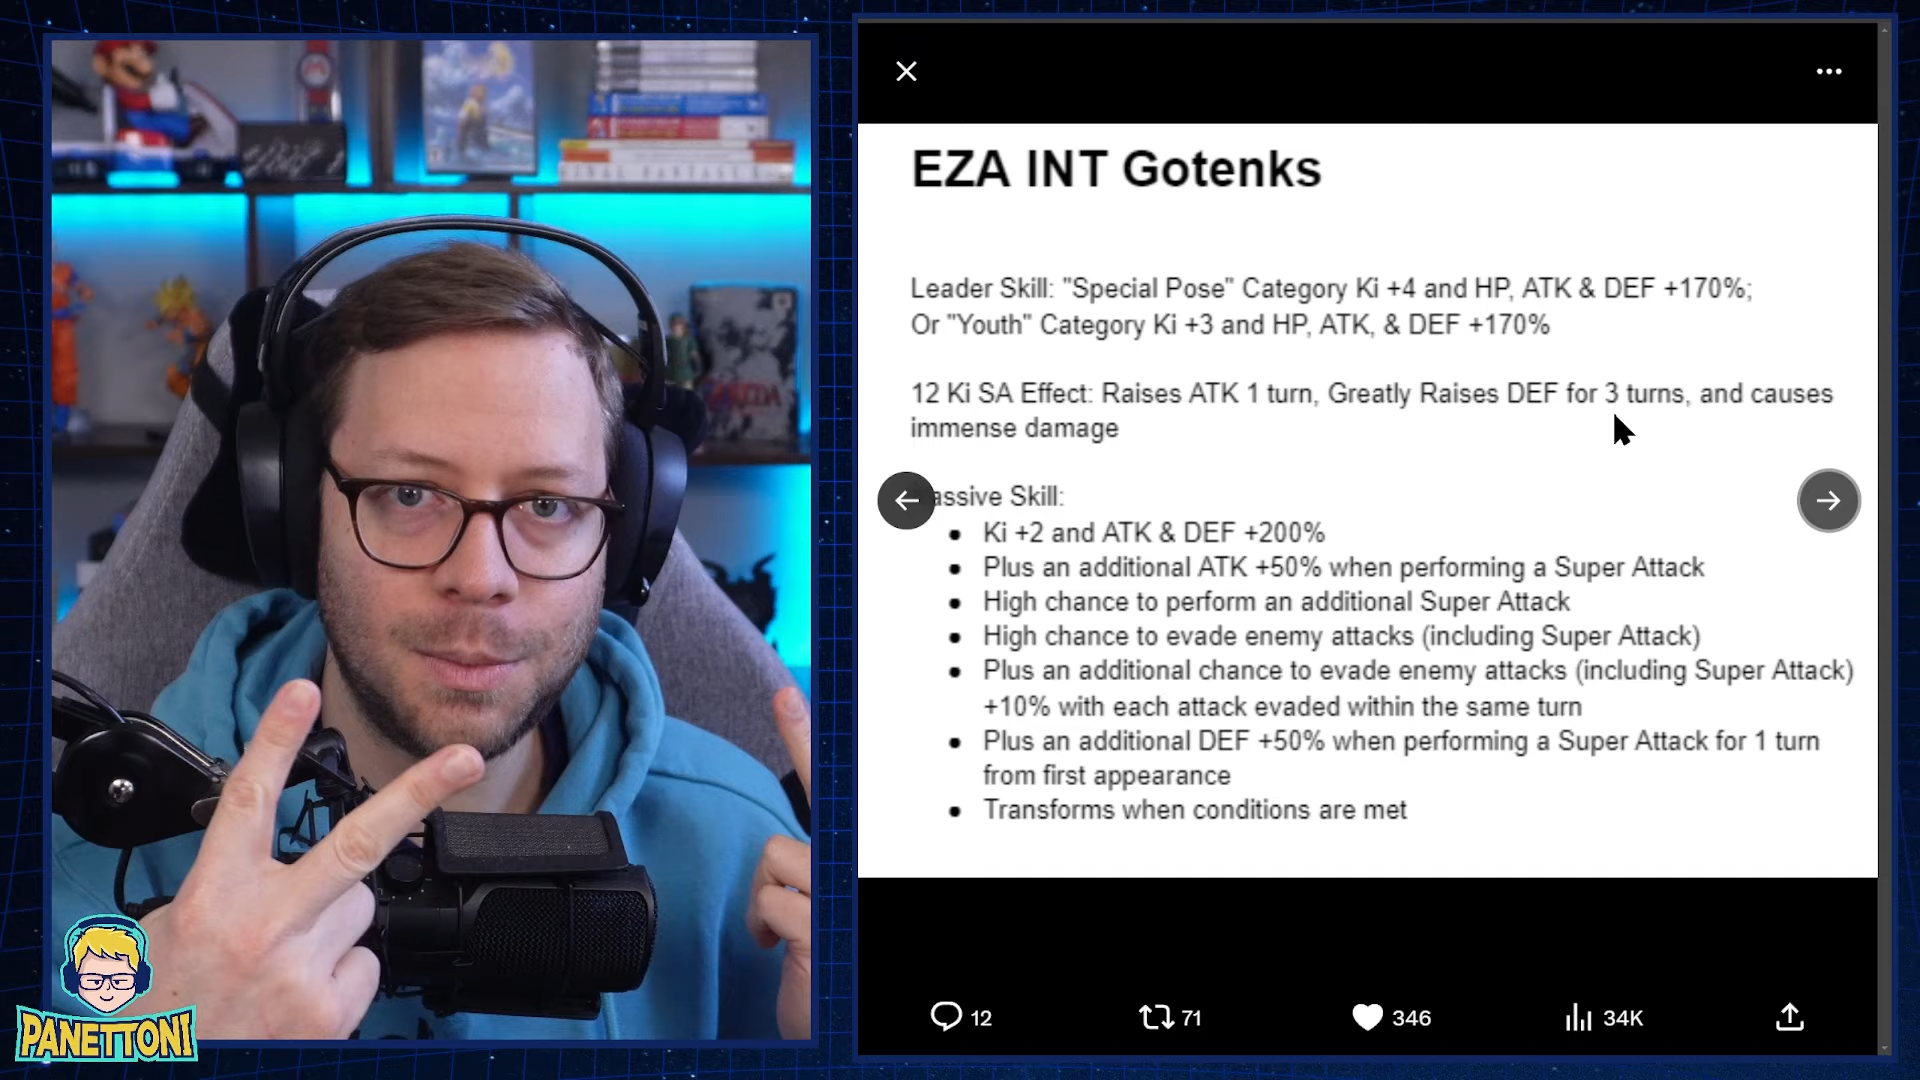 EZA INT Gotenks
Leader Skill: "Special Pose" Category Ki +4 and HP, ATK & DEF +170%;
Or "Youth" Category Ki +3 and HP, ATK, & DEF +170%
12 Ki SA Effect: Raises ATK 1 turn, Greatly Raises DEF for 3 turns, and causes
immense damage
assive Skill:
Ki +2 and ATK & DEF +200%
Plus an additional ATK +50% when performing a Super Attack
High chance to perform an additional Super Attack
High chance to evade enemy attacks (including Super Attack)
Plus an additional chance to evade enemy attacks (including Super Attack)
+10% with each attack evaded within the same turn
Plus an additional DEF +50% when performing a Super Attack for 1 turn
from first appearance
Transforms when conditions are met
12 71 346 34K
PANETTONI
FINAL FANTASY X
ZELDA